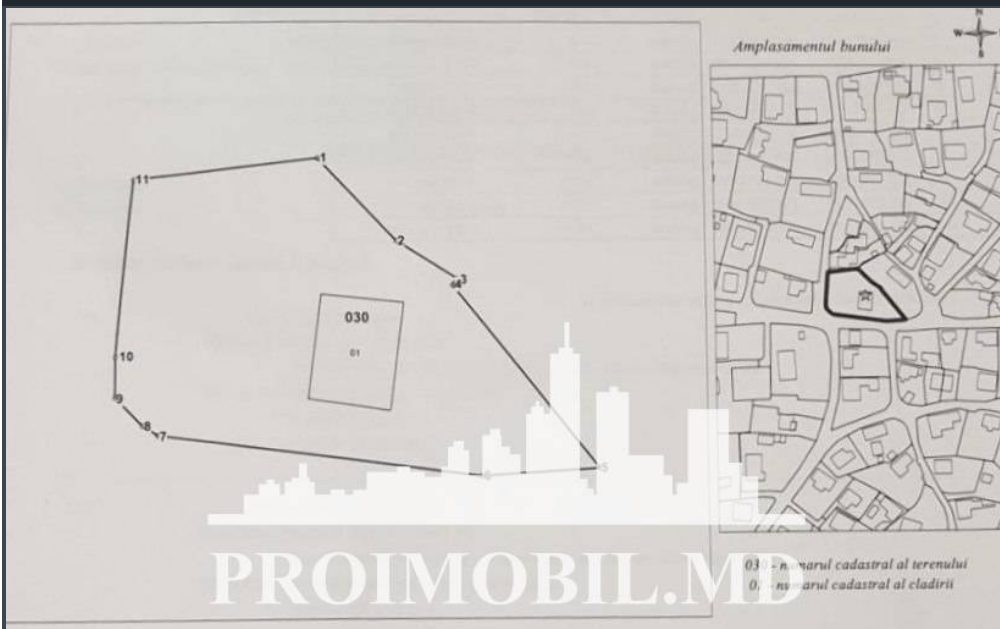 Amplasamentul bunului
N
W
S
11
1
2
3
4
030
01
10
9
8
7
6
5
030 - numarul cadastral al terenului
01 - numarul cadastral al cladirii
PROIMOBIL.MD